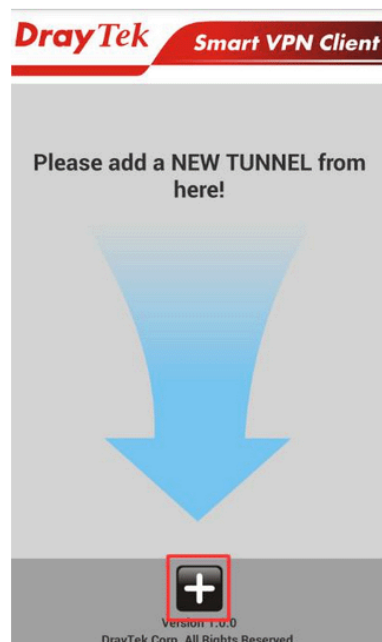 DrayTek Smart VPN Client
Please add a NEW TUNNEL from
here!
Version 1.0.0
DrayTek Corp. All Rights Reserved